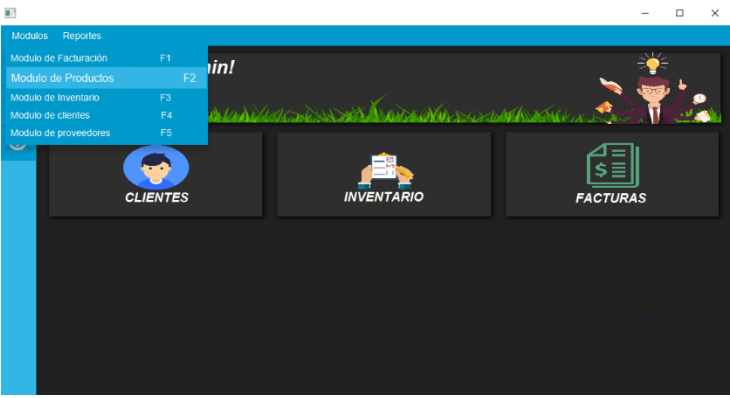 Modulos Reportes
Modulo de Facturación F1
Modulo de Productos F2
Modulo de Inventario F3
Modulo de clientes F4
Modulo de proveedores F5
CLIENTES INVENTARIO FACTURAS